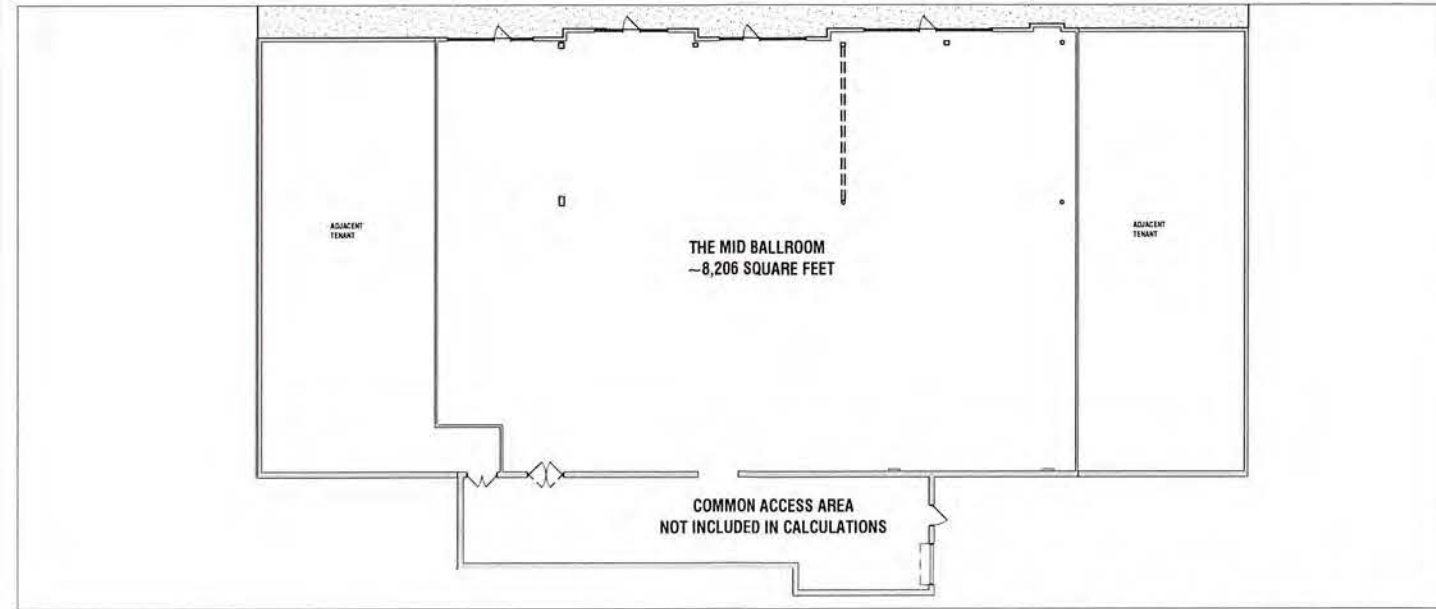 ADJACENT
TENANT
THE MID BALLROOM
~8,206 SQUARE FEET
ADJACENT
TENANT
COMMON ACCESS AREA
NOT INCLUDED IN CALCULATIONS